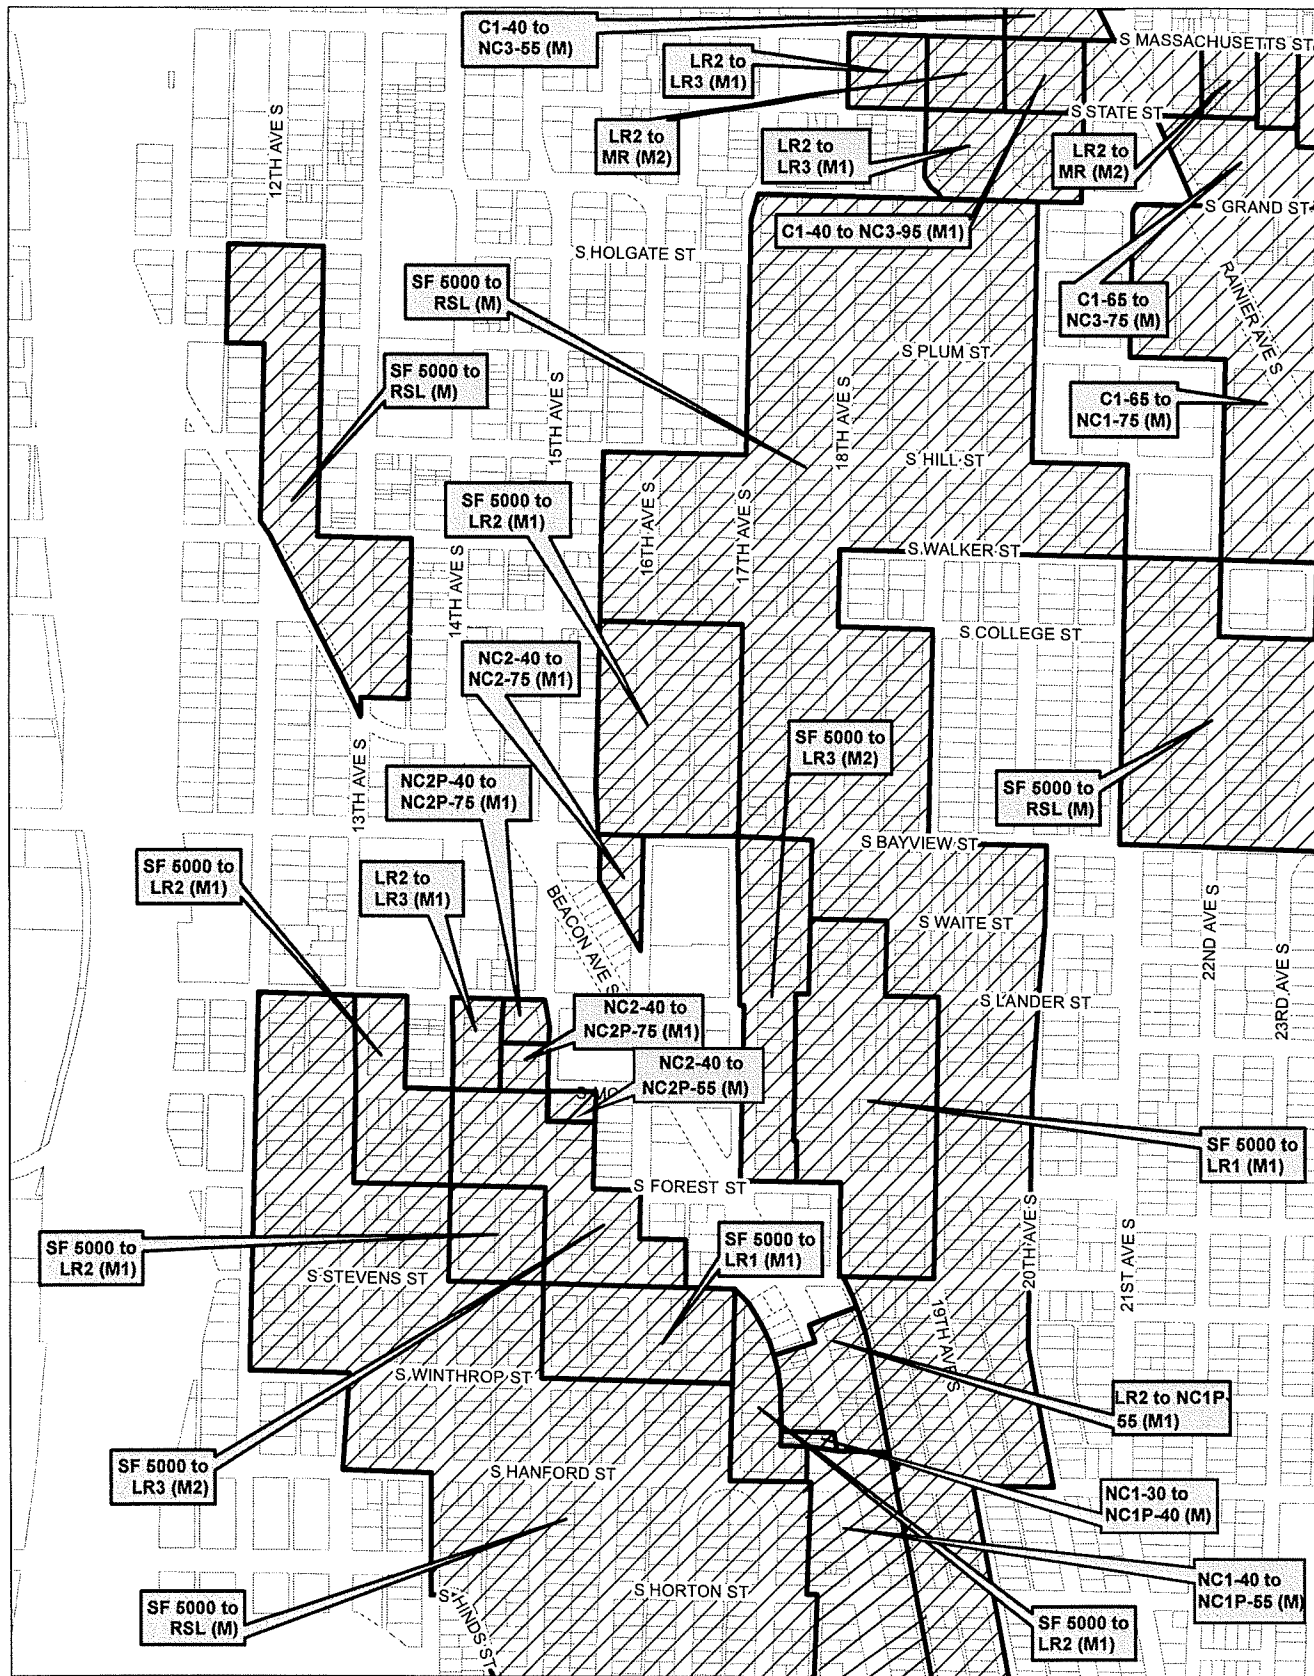 C1-40 to
NC3-55 (M)
S MASSACHUSETTS ST
LR2 to
LR3 (M1)
S STATE ST
LR2 to
MR (M2)
LR2 to
LR3 (M1)
LR2 to
MR (M2)
12TH AVE S
S GRAND ST
C1-40 to NC3-95 (M1)
S HOLGATE ST
SF 5000 to
RSL (M)
RAINIER AVE S
C1-65 to
NC3-75 (M)
S PLUM ST
SF 5000 to
RSL (M)
15TH AVE S
18TH AVE S
C1-65 to
NC1-75 (M)
S HILL ST
SF 5000 to
LR2 (M1)
16TH AVE S
17TH AVE S
S WALKER ST
14TH AVE S
S COLLEGE ST
NC2-40 to
NC2-75 (M1)
SF 5000 to
LR3 (M2)
13TH AVE S
NC2P-40 to
NC2P-75 (M1)
SF 5000 to
RSL (M)
S BAYVIEW ST
SF 5000 to
LR2 (M1)
LR2 to
LR3 (M1)
BEACON AVE S
S WAITE ST
22ND AVE S
23RD AVE S
S LANDER ST
NC2-40 to
NC2P-75 (M1)
NC2-40 to
NC2P-55 (M)
SF 5000 to
LR1 (M1)
S FOREST ST
20TH AVE S
21ST AVE S
SF 5000 to
LR2 (M1)
SF 5000 to
LR1 (M1)
S STEVENS ST
19TH AVE S
S WINTHROP ST
LR2 to NC1P-
55 (M1)
SF 5000 to
LR3 (M2)
S HANFORD ST
NC1-30 to
NC1P-40 (M)
NC1-40 to
NC1P-55 (M)
SF 5000 to
RSL (M)
S HINDS ST
S HORTON ST
SF 5000 to
LR2 (M1)